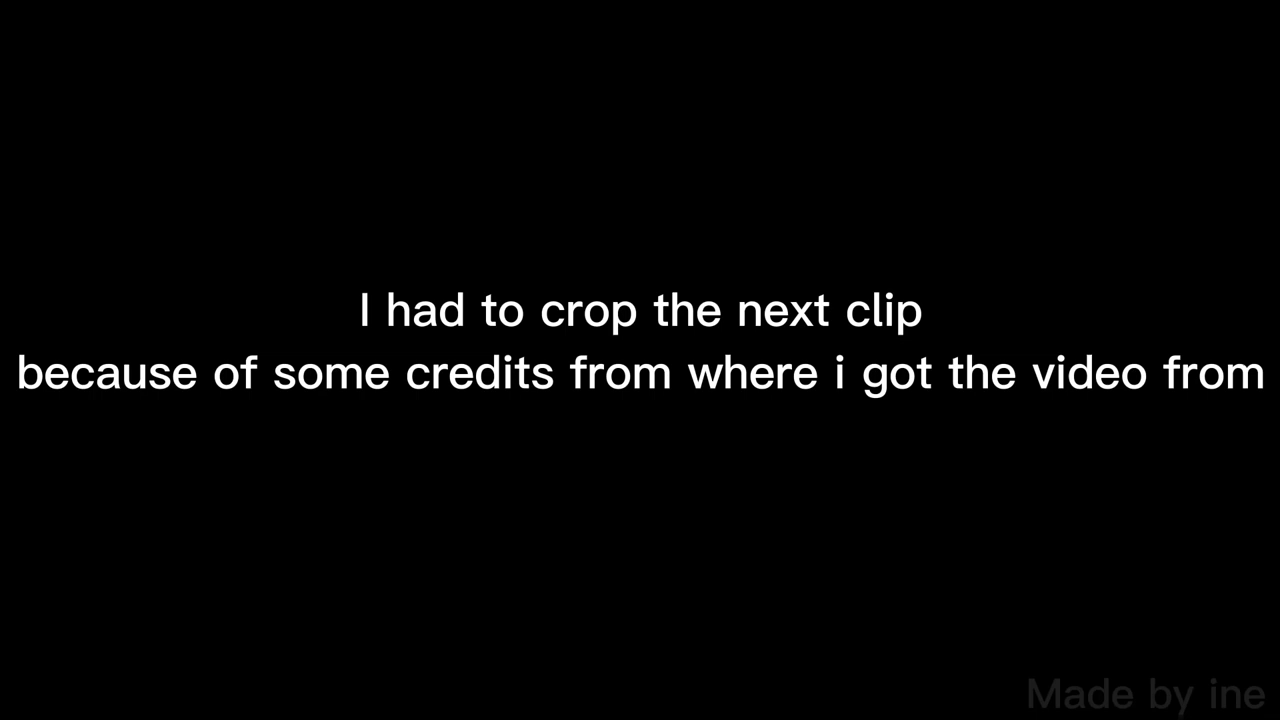 I had to crop the next clip
because of some credits from where i got the video from
Made by ine